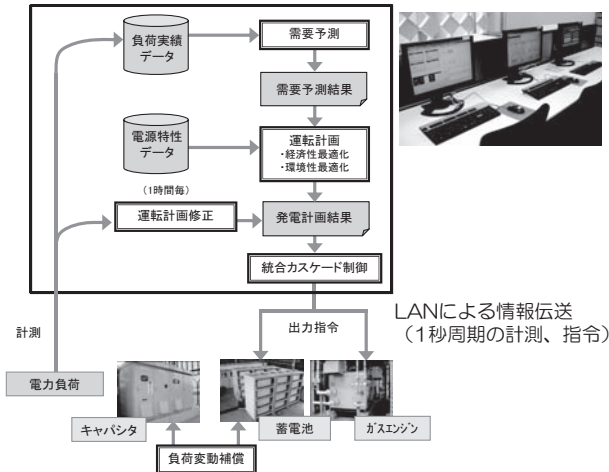 負荷実績
データ
需要予測
需要予測結果
電源特性
データ
運転計画
・経済性最適化
・環境性最適化
(1時間毎)
運転計画修正
発電計画結果
統合カスケード制御
計測
出力指令
LANによる情報伝送
(1秒周期の計測、指令)
電力負荷
キャパシタ
蓄電池
ガスエンジン
負荷変動補償